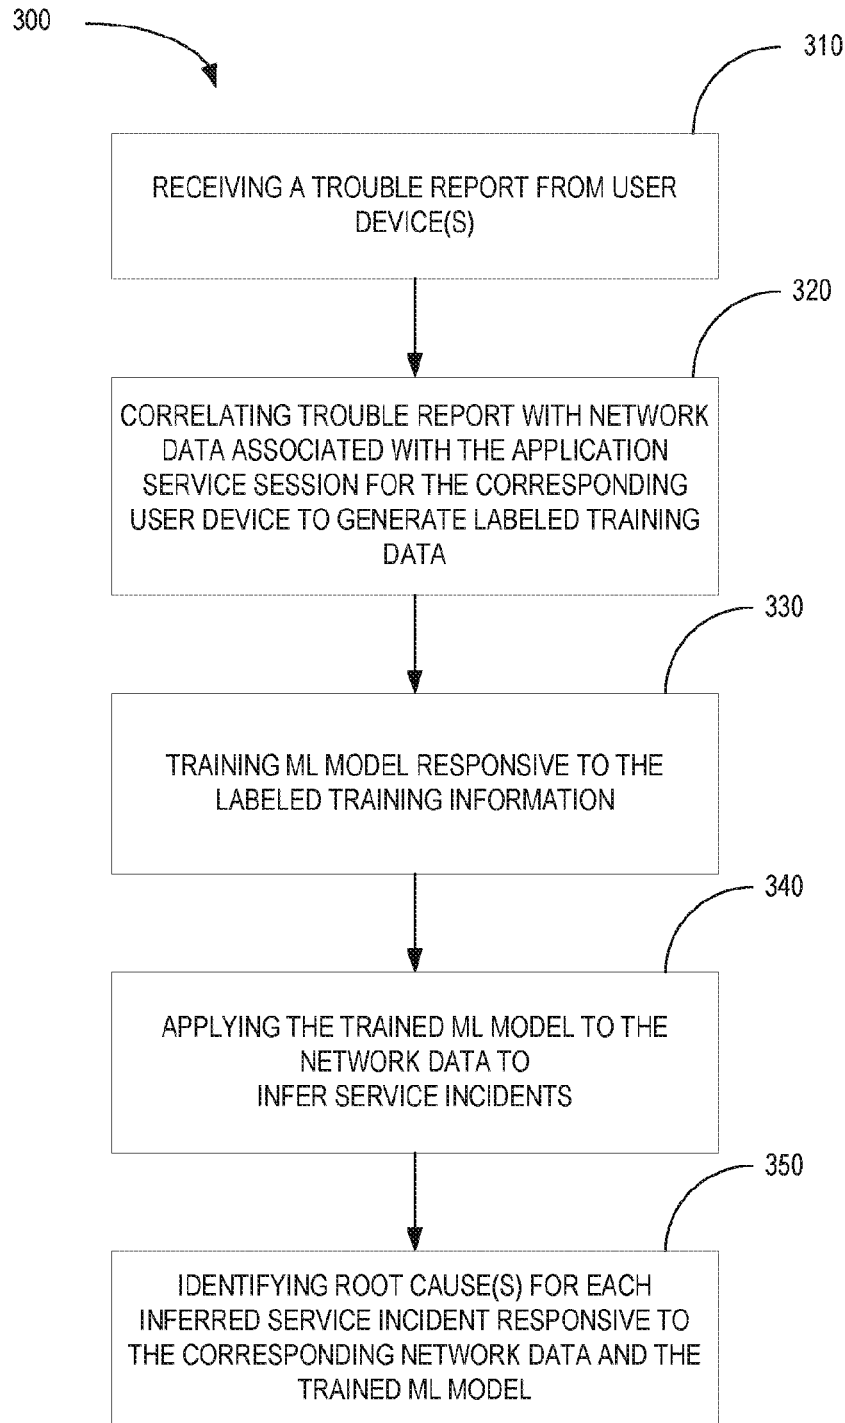 300
310
RECEIVING A TROUBLE REPORT FROM USER
DEVICE(S)
320
CORRELATING TROUBLE REPORT WITH NETWORK
DATA ASSOCIATED WITH THE APPLICATION
SERVICE SESSION FOR THE CORRESPONDING
USER DEVICE TO GENERATE LABELED TRAINING
DATA
330
TRAINING ML MODEL RESPONSIVE TO THE
LABELED TRAINING INFORMATION
340
APPLYING THE TRAINED ML MODEL TO THE
NETWORK DATA TO
INFER SERVICE INCIDENTS
350
IDENTIFYING ROOT CAUSE(S) FOR EACH
INFERRED SERVICE INCIDENT RESPONSIVE TO
THE CORRESPONDING NETWORK DATA AND THE
TRAINED ML MODEL